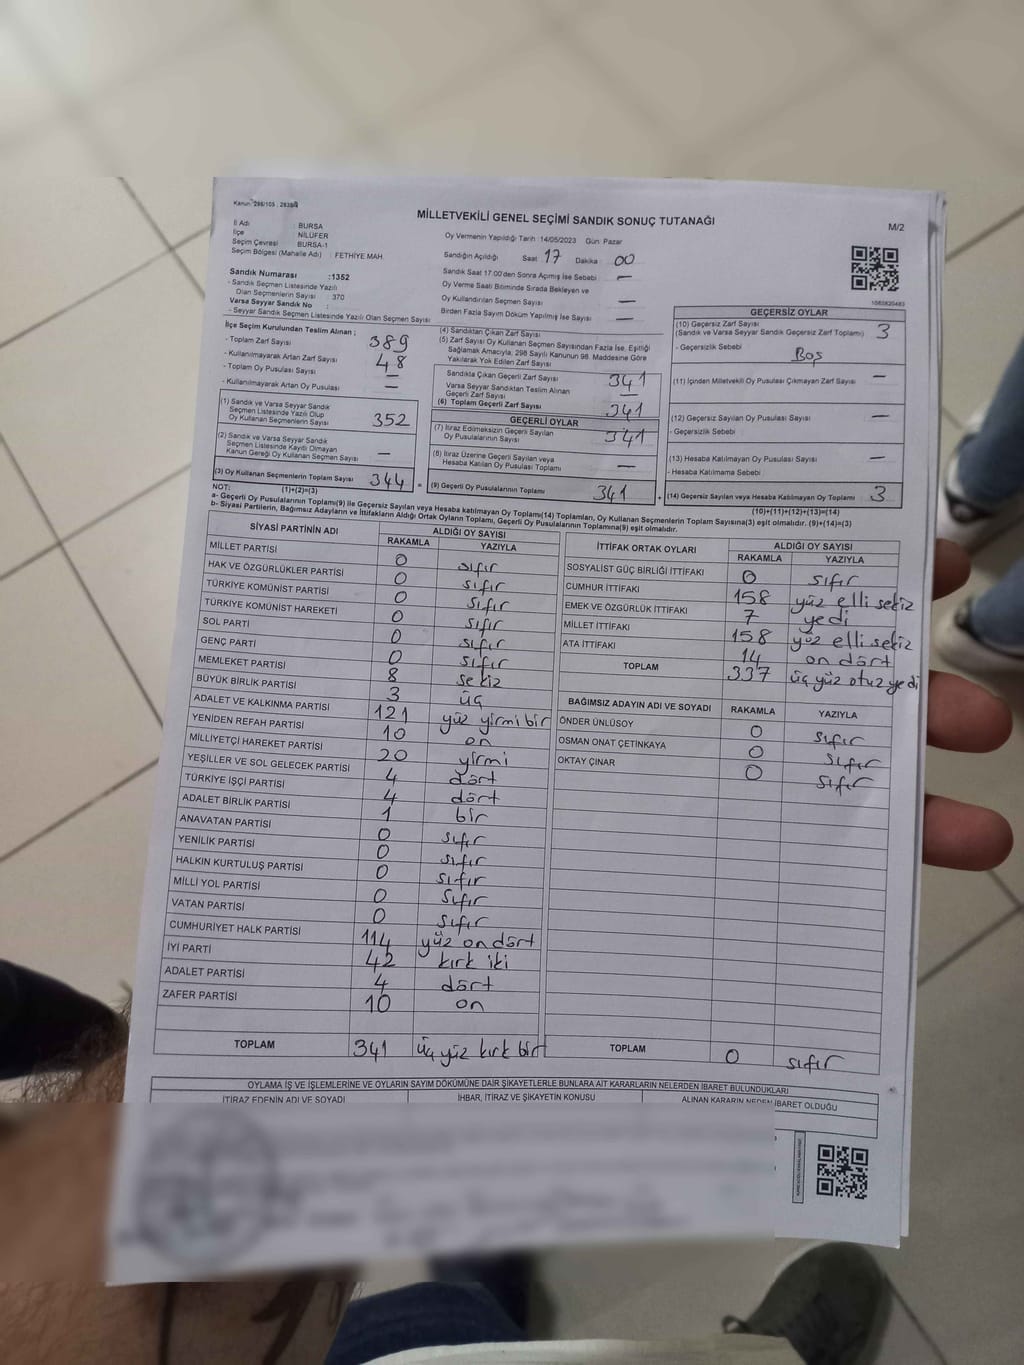 Kanun 298/105 ; 2839/
MİLLETVEKİLİ GENEL SEÇİMİ SANDIK SONUÇ TUTANAĞI
M/2
İl Adı : BURSA
İlçe : NİLÜFER
Seçim Çevresi : BURSA-1
Seçim Bölgesi (Mahalle Adı) : FETHİYE MAH.
Oy Vermenin Yapıldığı Tarih :14/05/2023 Gün: Pazar
Sandığın Açıldığı Saat 17 Dakika : 00
Sandık Saat 17.00'den Sonra Açılmış İse Sebebi : —
Oy Verme Saati Bitiminde Sırada Bekleyen ve
Oy Kullandırılan Seçmen Sayısı : —
Birden Fazla Sayım Döküm Yapılmış İse Sayısı : —
Sandık Numarası :1352
- Sandık Seçmen Listesinde Yazılı
Olan Seçmenlerin Sayısı : 370
Varsa Seyyar Sandık No :
- Seyyar Sandık Seçmen Listesinde Yazılı Olan Seçmen Sayısı
İlçe Seçim Kurulundan Teslim Alınan ;
- Toplam Zarf Sayısı : 389
- Kullanılmayarak Artan Zarf Sayısı : 48
- Toplam Oy Pusulası Sayısı : —
- Kullanılmayarak Artan Oy Pusulası : —
(1) Sandık ve Varsa Seyyar Sandık
Seçmen Listesinde Yazılı Olup
Oy Kullanan Seçmenlerin Sayısı : 352
(2) Sandık ve Varsa Seyyar Sandık
Seçmen Listesinde Kayıtlı Olmayan
Kanun Gereği Oy Kullanan Seçmen Sayısı : —
(3) Oy Kullanan Seçmenlerin Toplam Sayısı : 344
(1)+(2)=(3)
(4) Sandıktan Çıkan Zarf Sayısı
(5) Zarf Sayısı Oy Kullanan Seçmen Sayısından Fazla İse, Eşitliği
Sağlamak Amacıyla, 298 Sayılı Kanunun 98. Maddesine Göre
Yakılarak Yok Edilen Zarf Sayısı
Sandıkta Çıkan Geçerli Zarf Sayısı : 341
Varsa Seyyar Sandıktan Teslim Alınan
Geçerli Zarf Sayısı : —
(6) Toplam Geçerli Zarf Sayısı : 341
GEÇERLİ OYLAR
(7) İtiraz Edilmeksizin Geçerli Sayılan
Oy Pusulalarının Sayısı : 341
(8) İtiraz Üzerine Geçerli Sayılan veya
Hesaba Katılan Oy Pusulası Toplamı : —
= (9) Geçerli Oy Pusulalarının Toplamı : 341
1060820483
GEÇERSİZ OYLAR
(10) Geçersiz Zarf Sayısı
(Sandık ve Varsa Seyyar Sandık Geçersiz Zarf Toplamı) : 3
- Geçersizlik Sebebi : Boş
(11) İçinden Milletvekili Oy Pusulası Çıkmayan Zarf Sayısı : —
(12) Geçersiz Sayılan Oy Pusulası Sayısı : —
- Geçersizlik Sebebi :
(13) Hesaba Katılmayan Oy Pusulası Sayısı : —
- Hesaba Katılmama Sebebi :
+ (14) Geçersiz Sayılan veya Hesaba Katılmayan Oy Toplamı : 3
(10)+(11)+(12)+(13)=(14)
NOT:
a- Geçerli Oy Pusulalarının Toplamı(9) ile Geçersiz Sayılan veya Hesaba katılmayan Oy Toplamı(14) Toplamları, Oy Kullanan Seçmenlerin Toplam Sayısına(3) eşit olmalıdır. (9)+(14)=(3)
b- Siyasi Partilerin, Bağımsız Adayların ve İttifakların Aldığı Ortak Oyların Toplamı, Geçerli Oy Pusulalarının Toplamına(9) eşit olmalıdır.
SİYASİ PARTİNİN ADI ALDIĞI OY SAYISI
RAKAMLA YAZIYLA
MİLLET PARTİSİ 0 sıfır
HAK VE ÖZGÜRLÜKLER PARTİSİ 0 sıfır
TÜRKİYE KOMÜNİST PARTİSİ 0 sıfır
TÜRKİYE KOMÜNİST HAREKETİ 0 sıfır
SOL PARTİ 0 sıfır
GENÇ PARTİ 0 sıfır
MEMLEKET PARTİSİ 8 sekiz
BÜYÜK BİRLİK PARTİSİ 3 üç
ADALET VE KALKINMA PARTİSİ 121 yüz yirmi bir
YENİDEN REFAH PARTİSİ 10 on
MİLLİYETÇİ HAREKET PARTİSİ 20 yirmi
YEŞİLLER VE SOL GELECEK PARTİSİ 4 dört
TÜRKİYE İŞÇİ PARTİSİ 4 dört
ADALET BİRLİK PARTİSİ 1 bir
ANAVATAN PARTİSİ 0 sıfır
YENİLİK PARTİSİ 0 sıfır
HALKIN KURTULUŞ PARTİSİ 0 sıfır
MİLLİ YOL PARTİSİ 0 sıfır
VATAN PARTİSİ 0 sıfır
CUMHURİYET HALK PARTİSİ 114 yüz on dört
İYİ PARTİ 42 kırk iki
ADALET PARTİSİ 4 dört
ZAFER PARTİSİ 10 on
TOPLAM 341 üç yüz kırk bir
İTTİFAK ORTAK OYLARI ALDIĞI OY SAYISI
RAKAMLA YAZIYLA
SOSYALİST GÜÇ BİRLİĞİ İTTİFAKI 0 sıfır
CUMHUR İTTİFAKI 158 yüz elli sekiz
EMEK VE ÖZGÜRLÜK İTTİFAKI 7 yedi
MİLLET İTTİFAKI 158 yüz elli sekiz
ATA İTTİFAKI 14 on dört
TOPLAM 337 üç yüz otuz yedi
BAĞIMSIZ ADAYIN ADI VE SOYADI RAKAMLA YAZIYLA
ÖNDER ÜNLÜSOY 0 sıfır
OSMAN ONAT ÇETİNKAYA 0 sıfır
OKTAY ÇINAR 0 sıfır
TOPLAM 0 sıfır
OYLAMA İŞ VE İŞLEMLERİNE VE OYLARIN SAYIM DÖKÜMÜNE DAİR ŞİKAYETLERLE BUNLARA AİT KARARLARIN NELERDEN İBARET BULUNDUKLARI
İTİRAZ EDENİN ADI VE SOYADI İHBAR, İTİRAZ VE ŞİKAYETİN KONUSU ALINAN KARARIN NEDEN İBARET OLDUĞU